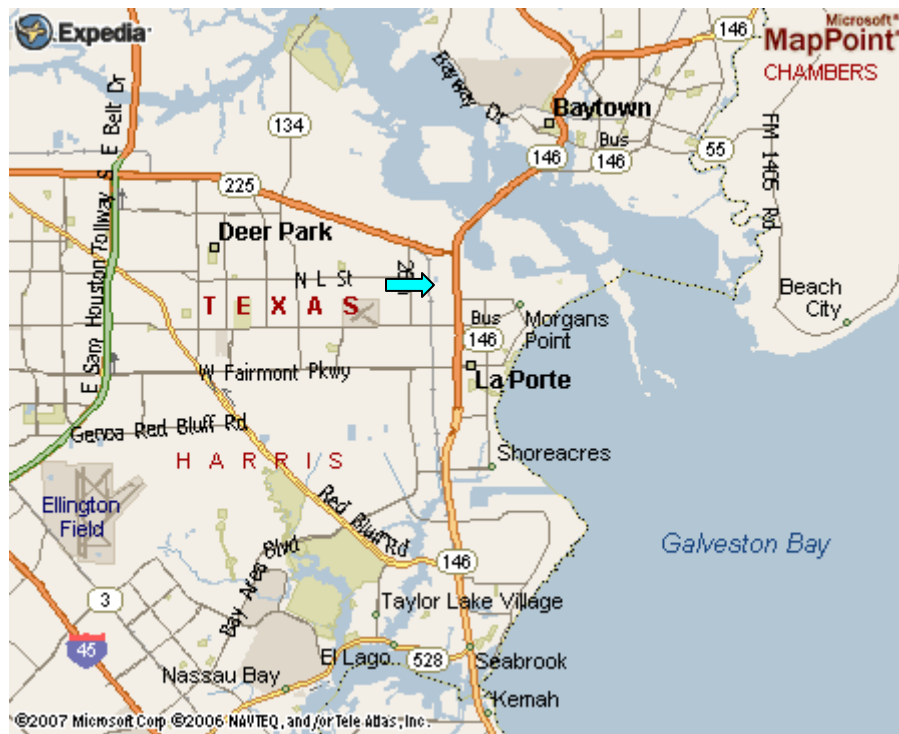 Expedia
Microsoft®
MapPoint®
CHAMBERS
146
Barway Dr
Baytown
Bus
146
146
55
FM 1405 Rd
134
S E Belt Dr
225
Deer Park
N L St
TEXAS
E Sam Houston Tollway
Bus
146
Morgans
Point
Beach
City
W Fairmont Pkwy
La Porte
Genoa Red Bluff Rd
HARRIS
Shoreacres
Ellington
Field
Red Bluff Rd
Galveston Bay
146
Bay Area Blvd
3
Taylor Lake Village
45
El Lago..
528
Seabrook
Nassau Bay
Kemah
©2007 Microsoft Corp ©2006 NAVTEQ, and/or Tele Atlas, Inc.